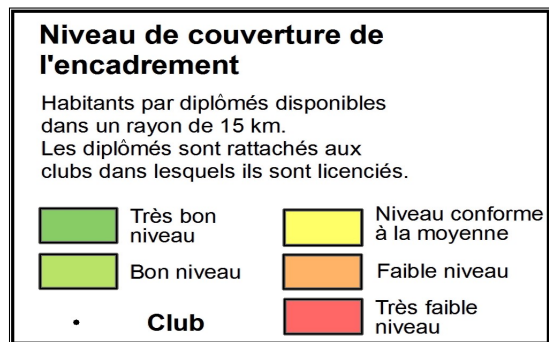 Niveau de couverture de
l'encadrement
Habitants par diplômés disponibles
dans un rayon de 15 km.
Les diplômés sont rattachés aux
clubs dans lesquels ils sont licenciés.
Très bon
niveau
Bon niveau
Club
Niveau conforme
à la moyenne
Faible niveau
Très faible
niveau